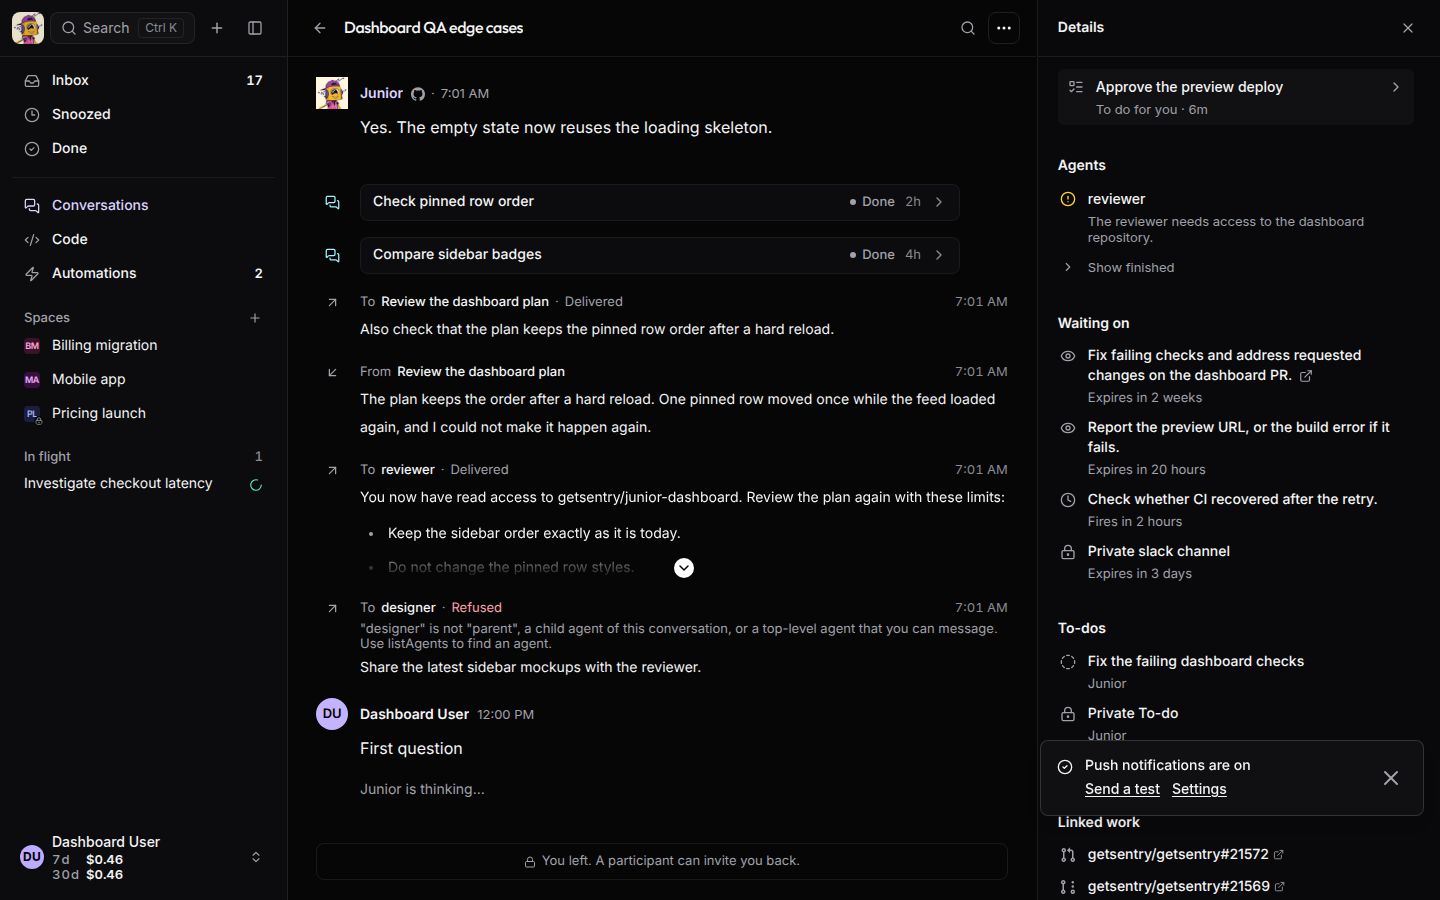 Search Ctrl K
Inbox 17
Snoozed
Done
Conversations
Code
Automations 2
Spaces
BM Billing migration
MA Mobile app
PL Pricing launch
In flight 1
Investigate checkout latency
DU Dashboard User
7d $0.46
30d $0.46
Dashboard QA edge cases
Junior · 7:01 AM
Yes. The empty state now reuses the loading skeleton.
Check pinned row order Done 2h
Compare sidebar badges Done 4h
To Review the dashboard plan · Delivered 7:01 AM
Also check that the plan keeps the pinned row order after a hard reload.
From Review the dashboard plan 7:01 AM
The plan keeps the order after a hard reload. One pinned row moved once while the feed loaded
again, and I could not make it happen again.
To reviewer · Delivered 7:01 AM
You now have read access to getsentry/junior-dashboard. Review the plan again with these limits:
• Keep the sidebar order exactly as it is today.
• Do not change the pinned row styles.
To designer · Refused 7:01 AM
"designer" is not "parent", a child agent of this conversation, or a top-level agent that you can message.
Use listAgents to find an agent.
Share the latest sidebar mockups with the reviewer.
DU Dashboard User 12:00 PM
First question
Junior is thinking...
You left. A participant can invite you back.
Details
Approve the preview deploy
To do for you · 6m
Agents
reviewer
The reviewer needs access to the dashboard
repository.
Show finished
Waiting on
Fix failing checks and address requested
changes on the dashboard PR.
Expires in 2 weeks
Report the preview URL, or the build error if it
fails.
Expires in 20 hours
Check whether CI recovered after the retry.
Fires in 2 hours
Private slack channel
Expires in 3 days
To-dos
Fix the failing dashboard checks
Junior
Private To-do
Junior
Push notifications are on
Send a test Settings
Linked work
getsentry/getsentry#21572
getsentry/getsentry#21569